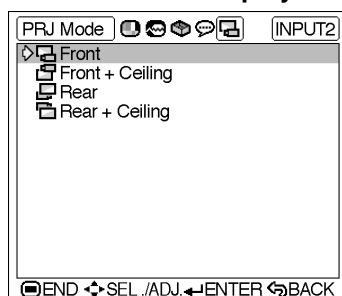 PRJ Mode INPUT2
Front
Front + Ceiling
Rear
Rear + Ceiling
END SEL./ADJ. ENTER BACK